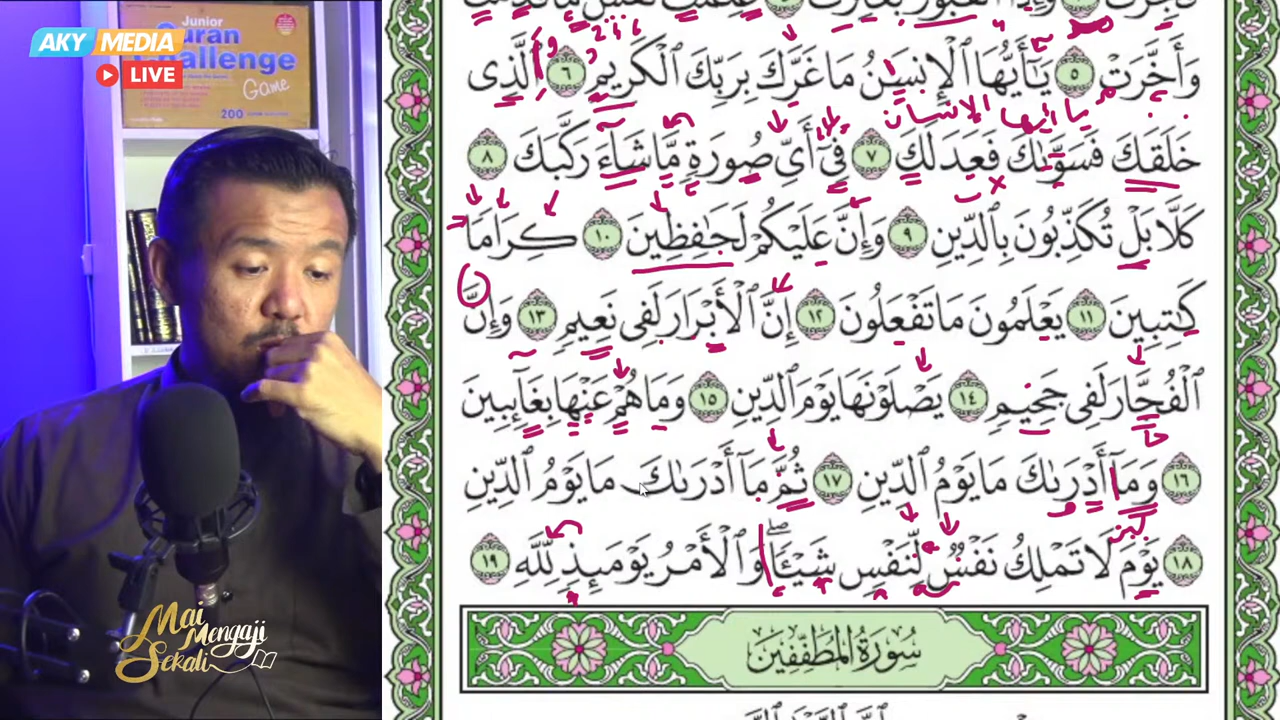 AKY MEDIA
LIVE
Junior
Quran
Challenge
Game
200
Mai
Mengaji
Sekali
وَأَخَّرَتْ ٥ يَٰٓأَيُّهَا ٱلْإِنسَٰنُ مَا غَرَّكَ بِرَبِّكَ ٱلْكَرِيمِ ٦ ٱلَّذِى
يا ايها الانسان
خَلَقَكَ فَسَوَّىٰكَ فَعَدَلَكَ ٧ فِىٓ أَىِّ صُورَةٍ مَّا شَآءَ رَكَّبَكَ ٨
كَلَّا بَلْ تُكَذِّبُونَ بِٱلدِّينِ ٩ وَإِنَّ عَلَيْكُمْ لَحَٰفِظِينَ ١٠ كِرَامًا
كَٰتِبِينَ ١١ يَعْلَمُونَ مَا تَفْعَلُونَ ١٢ إِنَّ ٱلْأَبْرَارَ لَفِى نَعِيمٍ ١٣ وَإِنَّ
ٱلْفُجَّارَ لَفِى جَحِيمٍ ١٤ يَصْلَوْنَهَا يَوْمَ ٱلدِّينِ ١٥ وَمَا هُمْ عَنْهَا بِغَآئِبِينَ
١٦ وَمَآ أَدْرَىٰكَ مَا يَوْمُ ٱلدِّينِ ١٧ ثُمَّ مَآ أَدْرَىٰكَ مَا يَوْمُ ٱلدِّينِ
١٨ يَوْمَ لَا تَمْلِكُ نَفْسٌ لِّنَفْسٍ شَيْـًٔا ۖ وَٱلْأَمْرُ يَوْمَئِذٍ لِّلَّهِ ١٩
سُورَةُ ٱلْمُطَفِّفِينَ